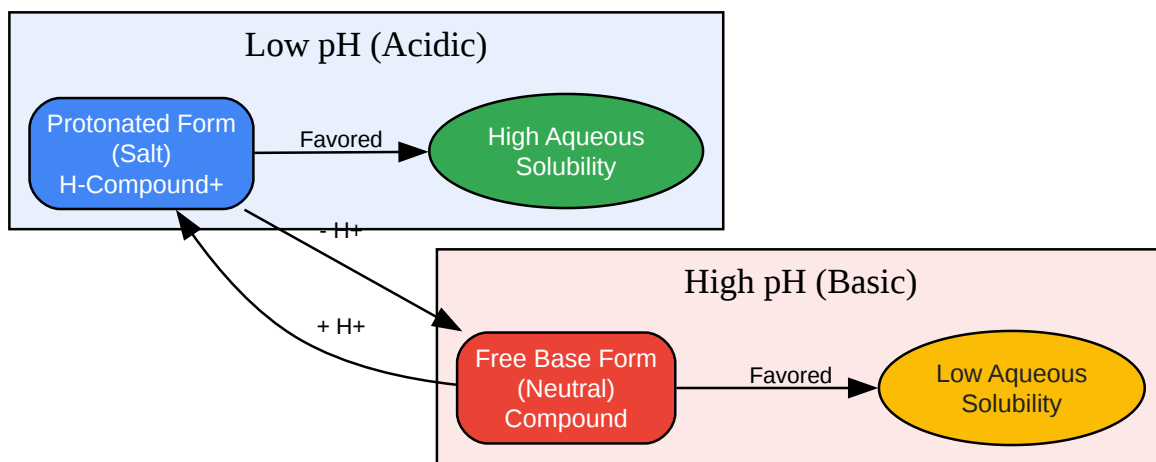 Low pH (Acidic)
Protonated Form
(Salt)
H-Compound+
Favored
High Aqueous
Solubility
- H+
+ H+
High pH (Basic)
Free Base Form
(Neutral)
Compound
Favored
Low Aqueous
Solubility